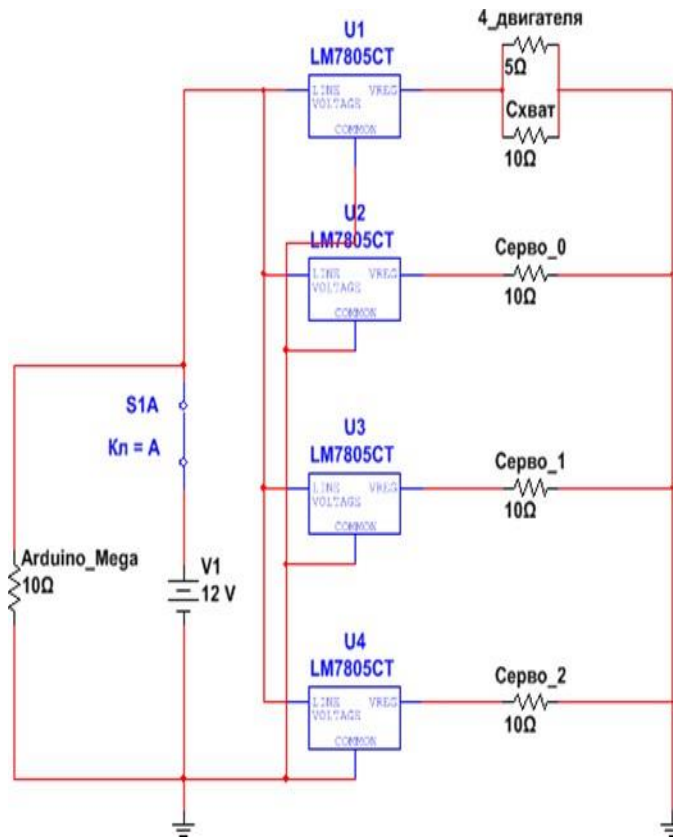 4_двигателя
5Ω
Схват
10Ω
U1
LM7805CT
LINE VREG
VOLTAGE
COMMON
U2
LM7805CT
LINE VREG
VOLTAGE
COMMON
Серво_0
10Ω
S1A
Кл = A
U3
LM7805CT
LINE VREG
VOLTAGE
COMMON
Серво_1
10Ω
Arduino_Mega
10Ω
V1
12 V
U4
LM7805CT
LINE VREG
VOLTAGE
COMMON
Серво_2
10Ω